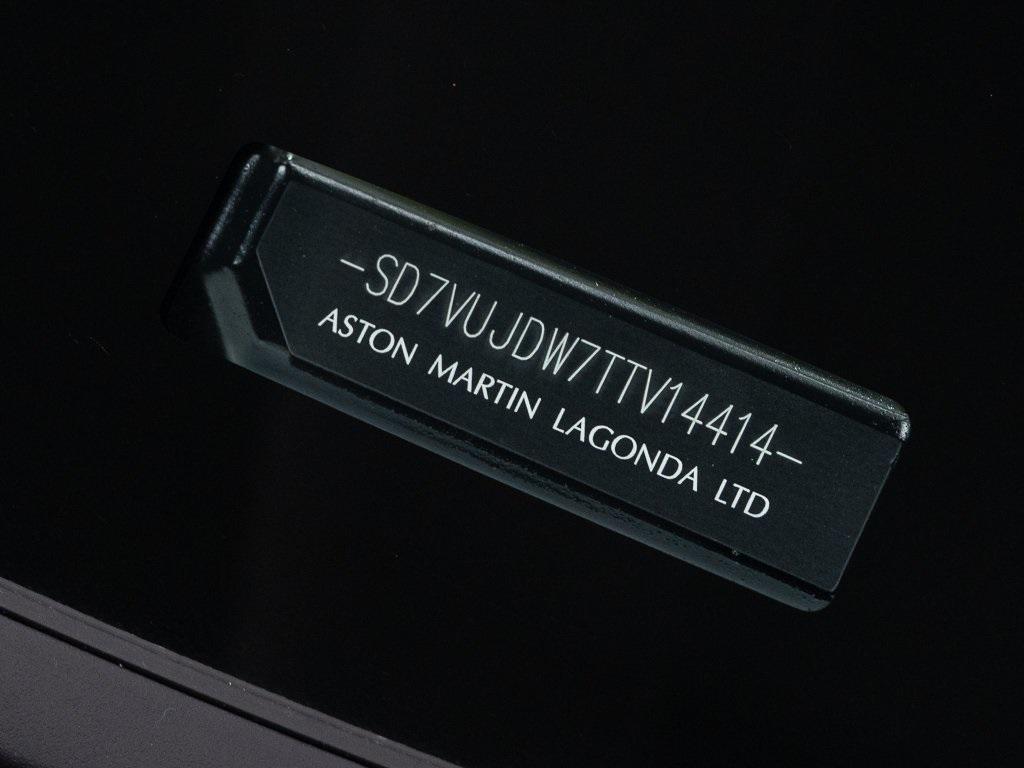 -SD7VUJDW7TTV14414-
ASTON MARTIN LAGONDA LTD